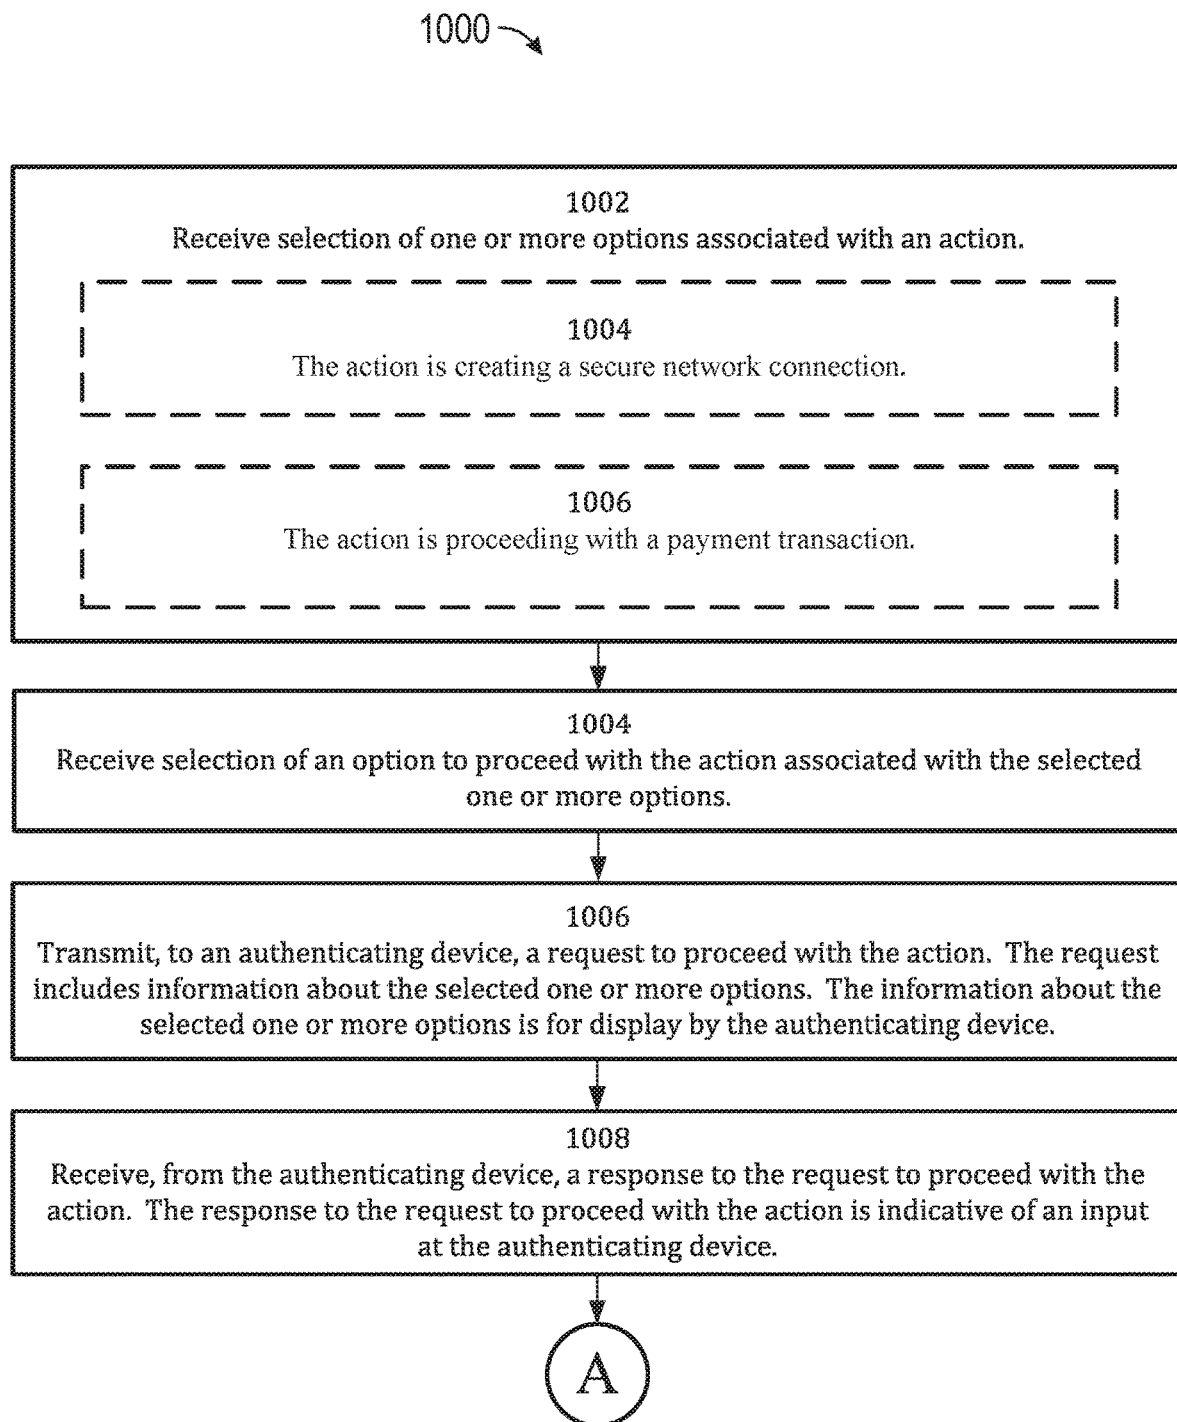 1000
1002
Receive selection of one or more options associated with an action.
1004
The action is creating a secure network connection.
1006
The action is proceeding with a payment transaction.
1004
Receive selection of an option to proceed with the action associated with the selected
one or more options.
1006
Transmit, to an authenticating device, a request to proceed with the action. The request
includes information about the selected one or more options. The information about the
selected one or more options is for display by the authenticating device.
1008
Receive, from the authenticating device, a response to the request to proceed with the
action. The response to the request to proceed with the action is indicative of an input
at the authenticating device.
A